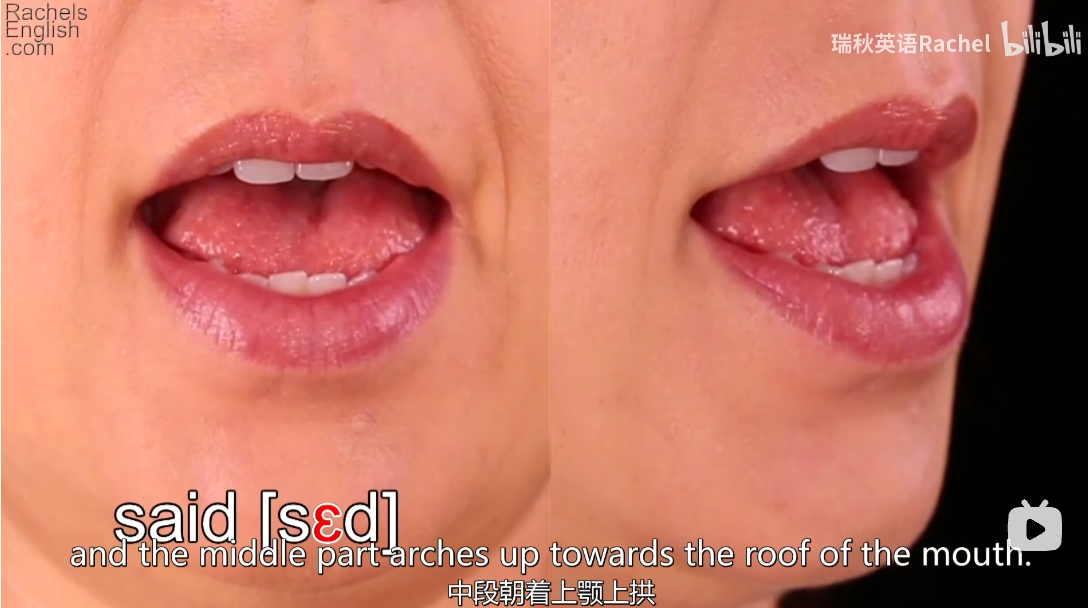 Rachels
English
.com
瑞秋英语Rachel bilibili
said [sɛd]
and the middle part arches up towards the roof of the mouth.
中段朝着上颚上拱